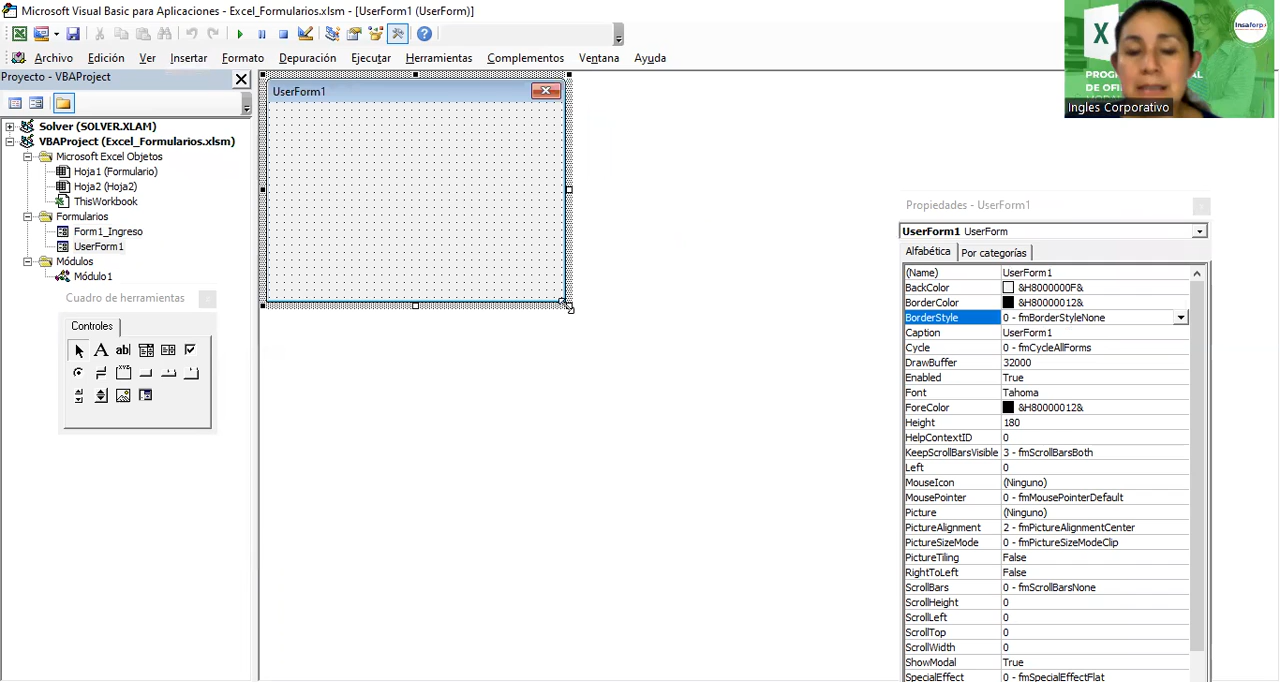 Microsoft Visual Basic para Aplicaciones - Excel_Formularios.xlsm - [UserForm1 (UserForm)]
Archivo Edición Ver Insertar Formato Depuración Ejecutar Herramientas Complementos Ventana Ayuda
Proyecto - VBAProject
Solver (SOLVER.XLAM)
VBAProject (Excel_Formularios.xlsm)
Microsoft Excel Objetos
Hoja1 (Formulario)
Hoja2 (Hoja2)
ThisWorkbook
Formularios
Form1_Ingreso
UserForm1
Módulos
Módulo1
Cuadro de herramientas
Controles
A
ab
XYZ
UserForm1
X
Insaforp
DE OFI
Ingles Corporativo
Propiedades - UserForm1
UserForm1 UserForm
Alfabética Por categorías
(Name) UserForm1
BackColor &H8000000F&
BorderColor &H80000012&
BorderStyle 0 - fmBorderStyleNone
Caption UserForm1
Cycle 0 - fmCycleAllForms
DrawBuffer 32000
Enabled True
Font Tahoma
ForeColor &H80000012&
Height 180
HelpContextID 0
KeepScrollBarsVisible 3 - fmScrollBarsBoth
Left 0
MouseIcon (Ninguno)
MousePointer 0 - fmMousePointerDefault
Picture (Ninguno)
PictureAlignment 2 - fmPictureAlignmentCenter
PictureSizeMode 0 - fmPictureSizeModeClip
PictureTiling False
RightToLeft False
ScrollBars 0 - fmScrollBarsNone
ScrollHeight 0
ScrollLeft 0
ScrollTop 0
ScrollWidth 0
ShowModal True
SpecialEffect 0 - fmSpecialEffectFlat